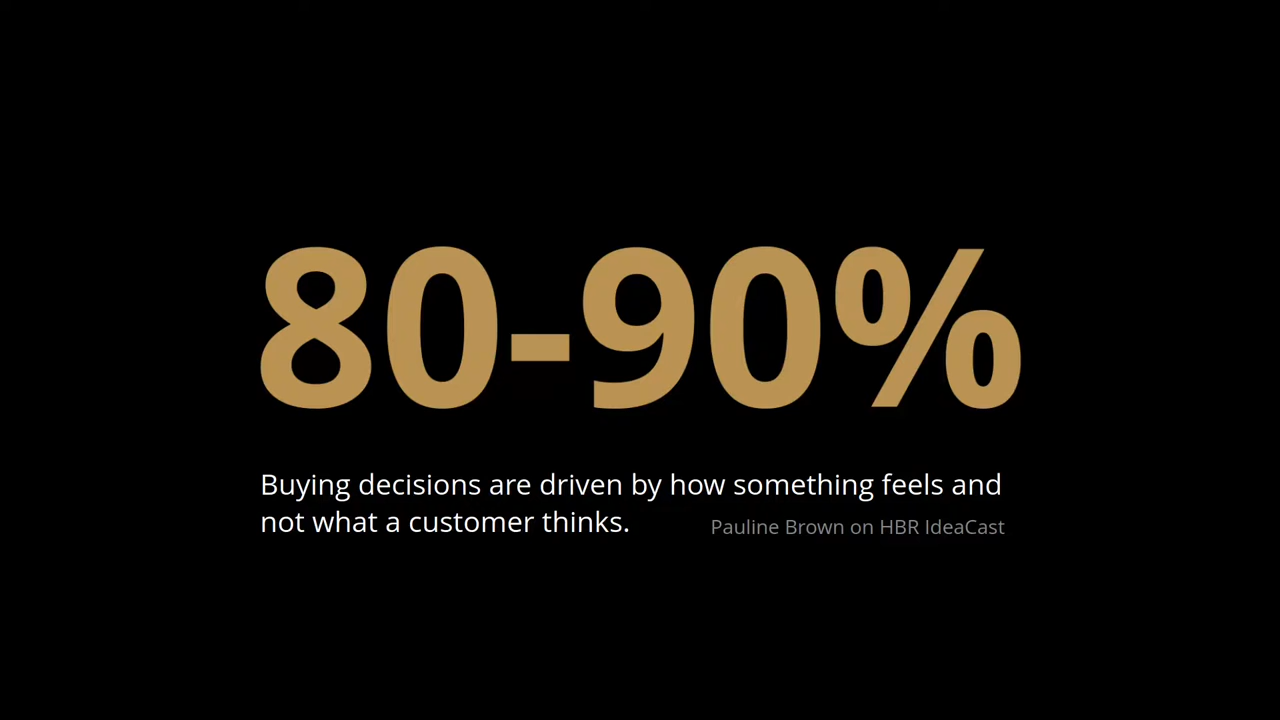 80-90%
Buying decisions are driven by how something feels and
not what a customer thinks.
Pauline Brown on HBR IdeaCast